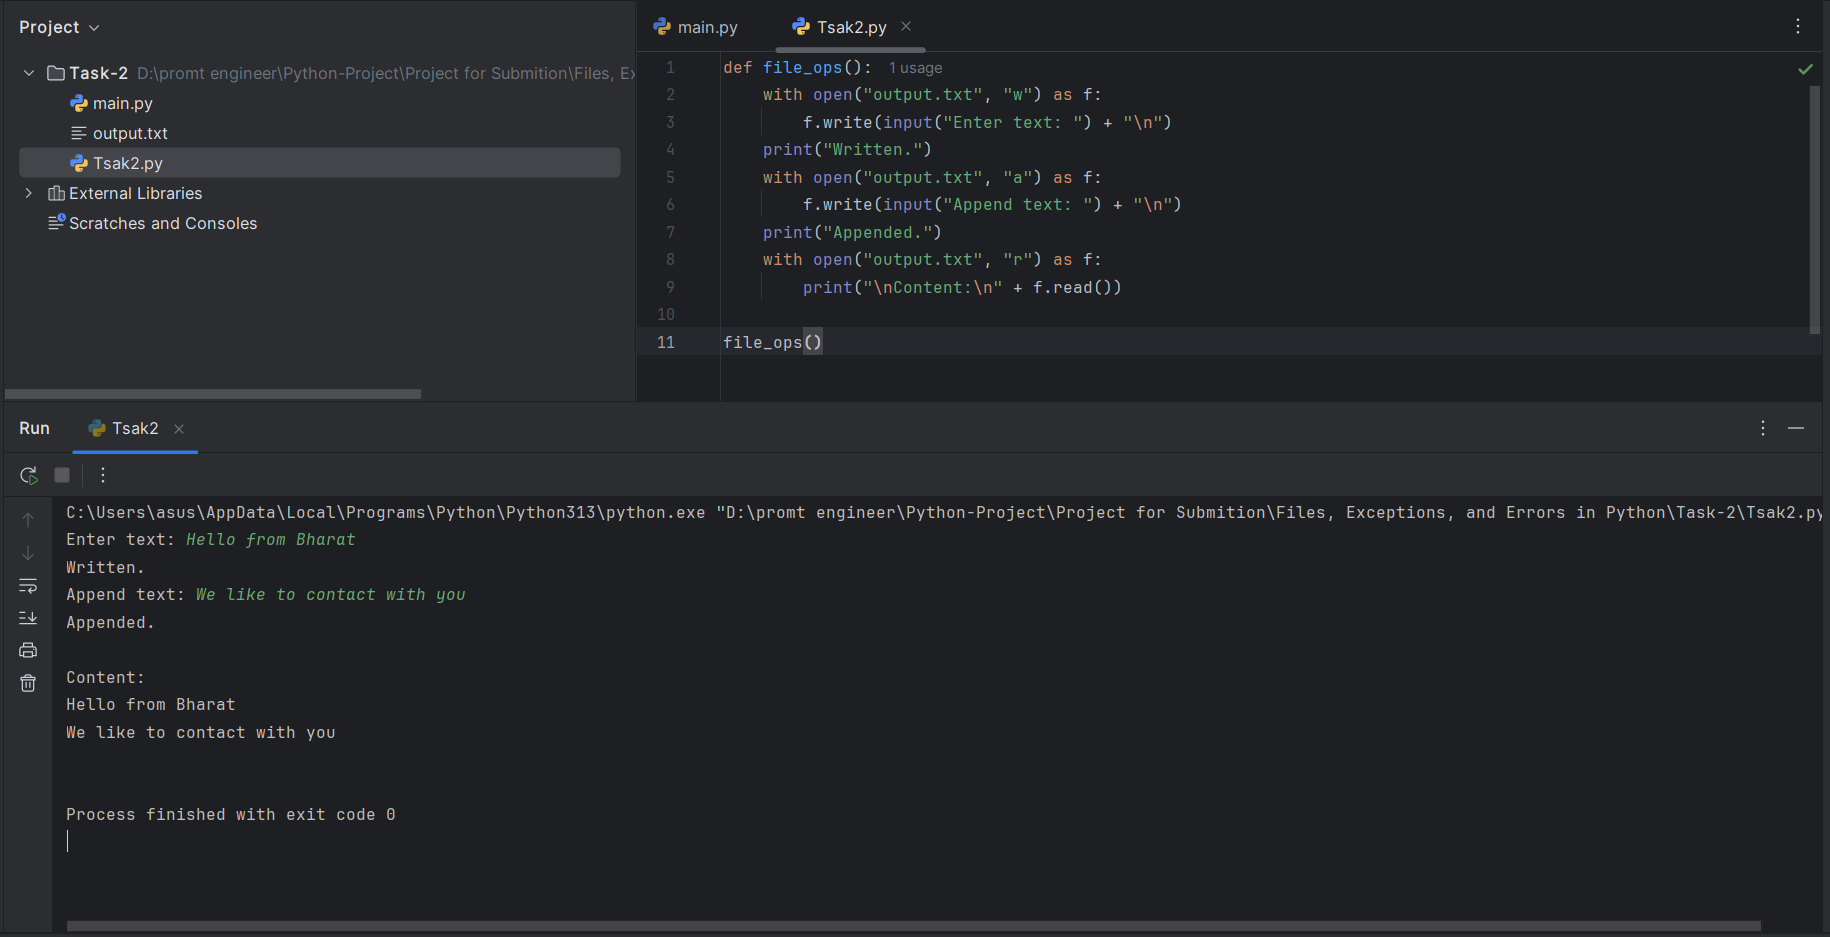 Project
Task-2 D:\promt engineer\Python-Project\Project for Submition\Files, Ex
main.py
output.txt
Tsak2.py
External Libraries
Scratches and Consoles
main.py Tsak2.py
1 def file_ops(): 1 usage
2     with open("output.txt", "w") as f:
3         f.write(input("Enter text: ") + "\n")
4     print("Written.")
5     with open("output.txt", "a") as f:
6         f.write(input("Append text: ") + "\n")
7     print("Appended.")
8     with open("output.txt", "r") as f:
9         print("\nContent:\n" + f.read())
10
11 file_ops()
Run Tsak2
C:\Users\asus\AppData\Local\Programs\Python\Python313\python.exe "D:\promt engineer\Python-Project\Project for Submition\Files, Exceptions, and Errors in Python\Task-2\Tsak2.py
Enter text: Hello from Bharat
Written.
Append text: We like to contact with you
Appended.
Content:
Hello from Bharat
We like to contact with you
Process finished with exit code 0